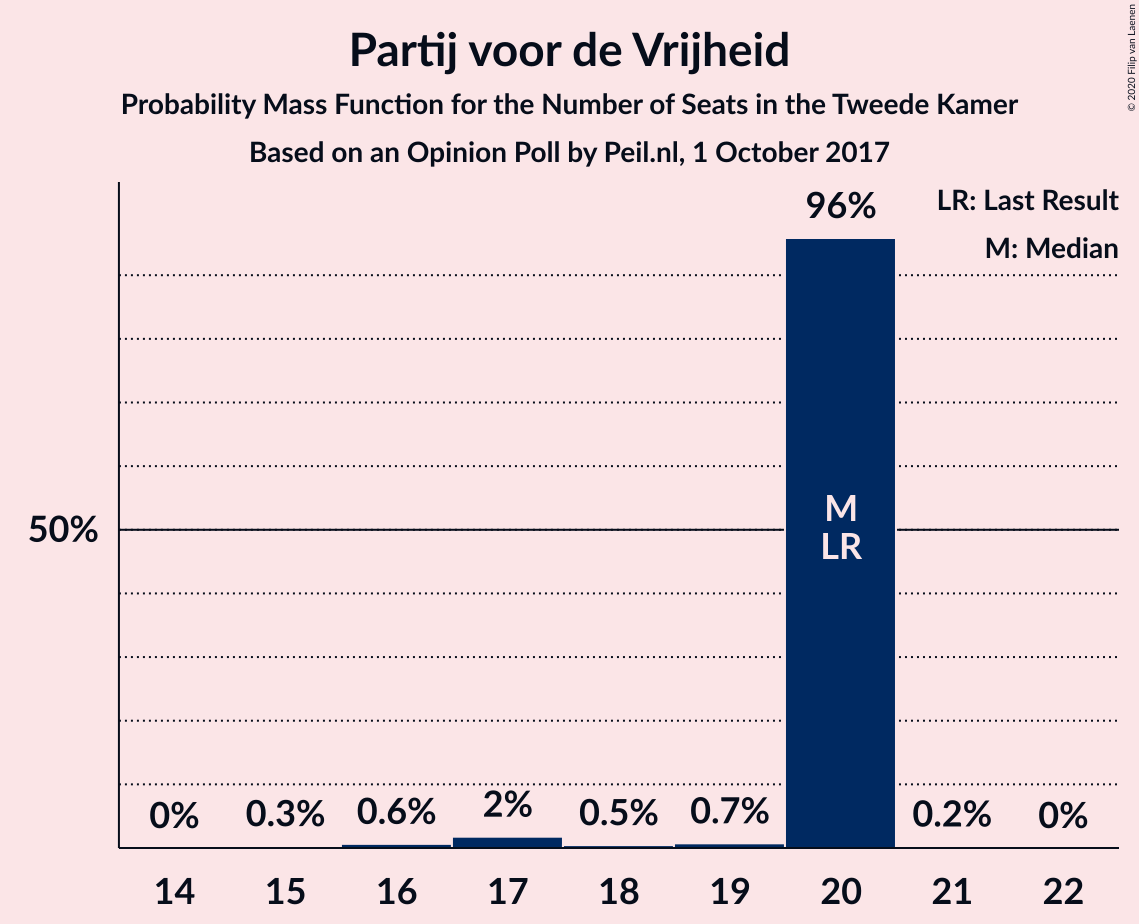 Partij voor de Vrijheid
Probability Mass Function for the Number of Seats in the Tweede Kamer
Based on an Opinion Poll by Peil.nl, 1 October 2017
© 2020 Filip van Laenen
LR: Last Result
M: Median
96%
50%
M
LR
0%
0.3%
0.6%
2%
0.5%
0.7%
0.2%
0%
14
15
16
17
18
19
20
21
22